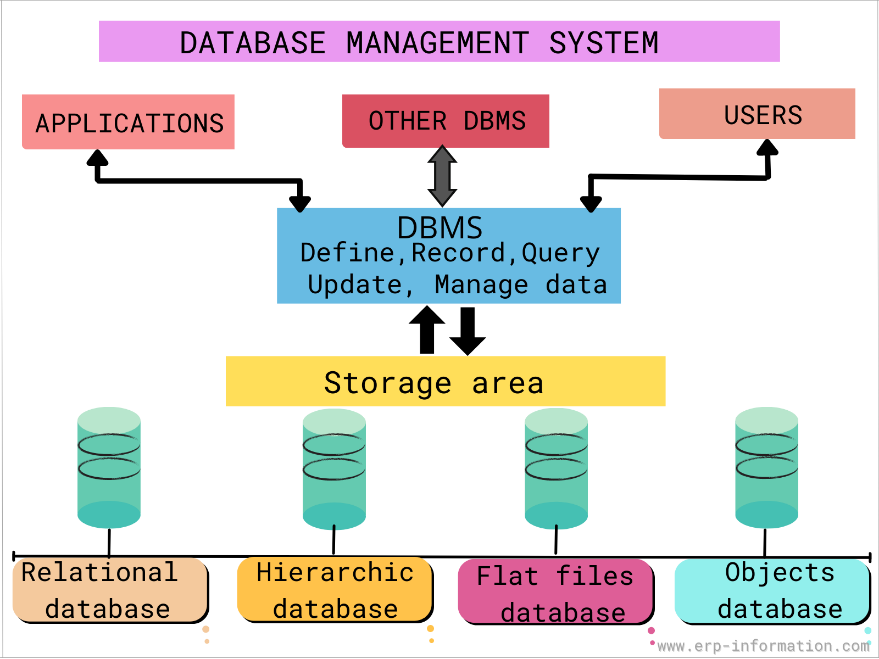 DATABASE MANAGEMENT SYSTEM
APPLICATIONS
OTHER DBMS
USERS
DBMS
Define,Record,Query
Update, Manage data
Storage area
Relational
database
Hierarchic
database
Flat files
database
Objects
database
www.erp-information.com